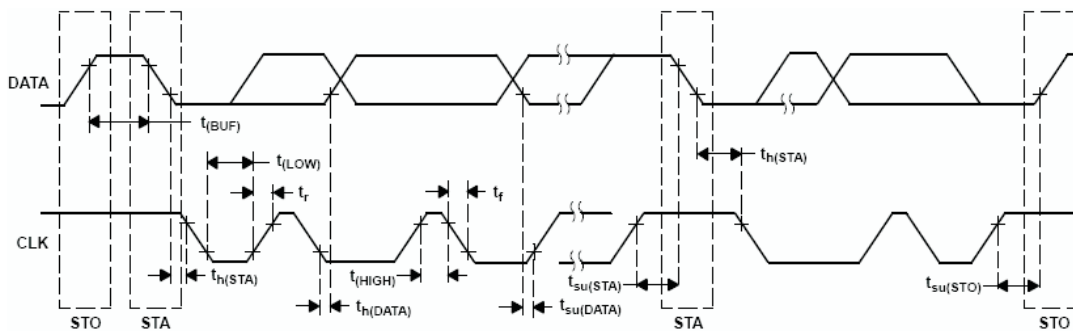 DATA
t(BUF)
t(LOW)
tr
tf
th(STA)
CLK
th(STA)
t(HIGH)
th(DATA)
tsu(STA)
tsu(DATA)
tsu(STO)
STO
STA
STA
STO